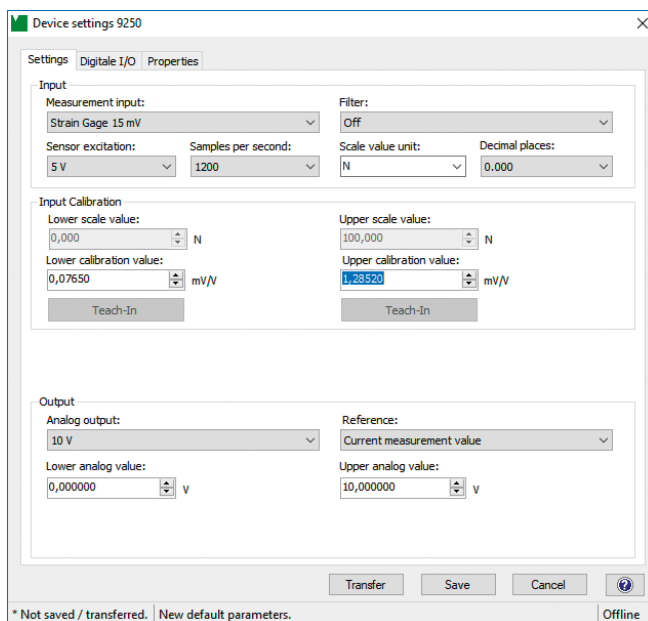 Device settings 9250
Settings Digitale I/O Properties
Input
Measurement input: Filter:
Strain Gage 15 mV Off
Sensor excitation: Samples per second: Scale value unit: Decimal places:
5 V 1200 N 0.000
Input Calibration
Lower scale value: Upper scale value:
0,000 N 100,000 N
Lower calibration value: Upper calibration value:
0,07650 mV/V 1,28520 mV/V
Teach-In Teach-In
Output
Analog output: Reference:
10 V Current measurement value
Lower analog value: Upper analog value:
0,000000 V 10,000000 V
Transfer Save Cancel ?
* Not saved / transferred. New default parameters. Offline